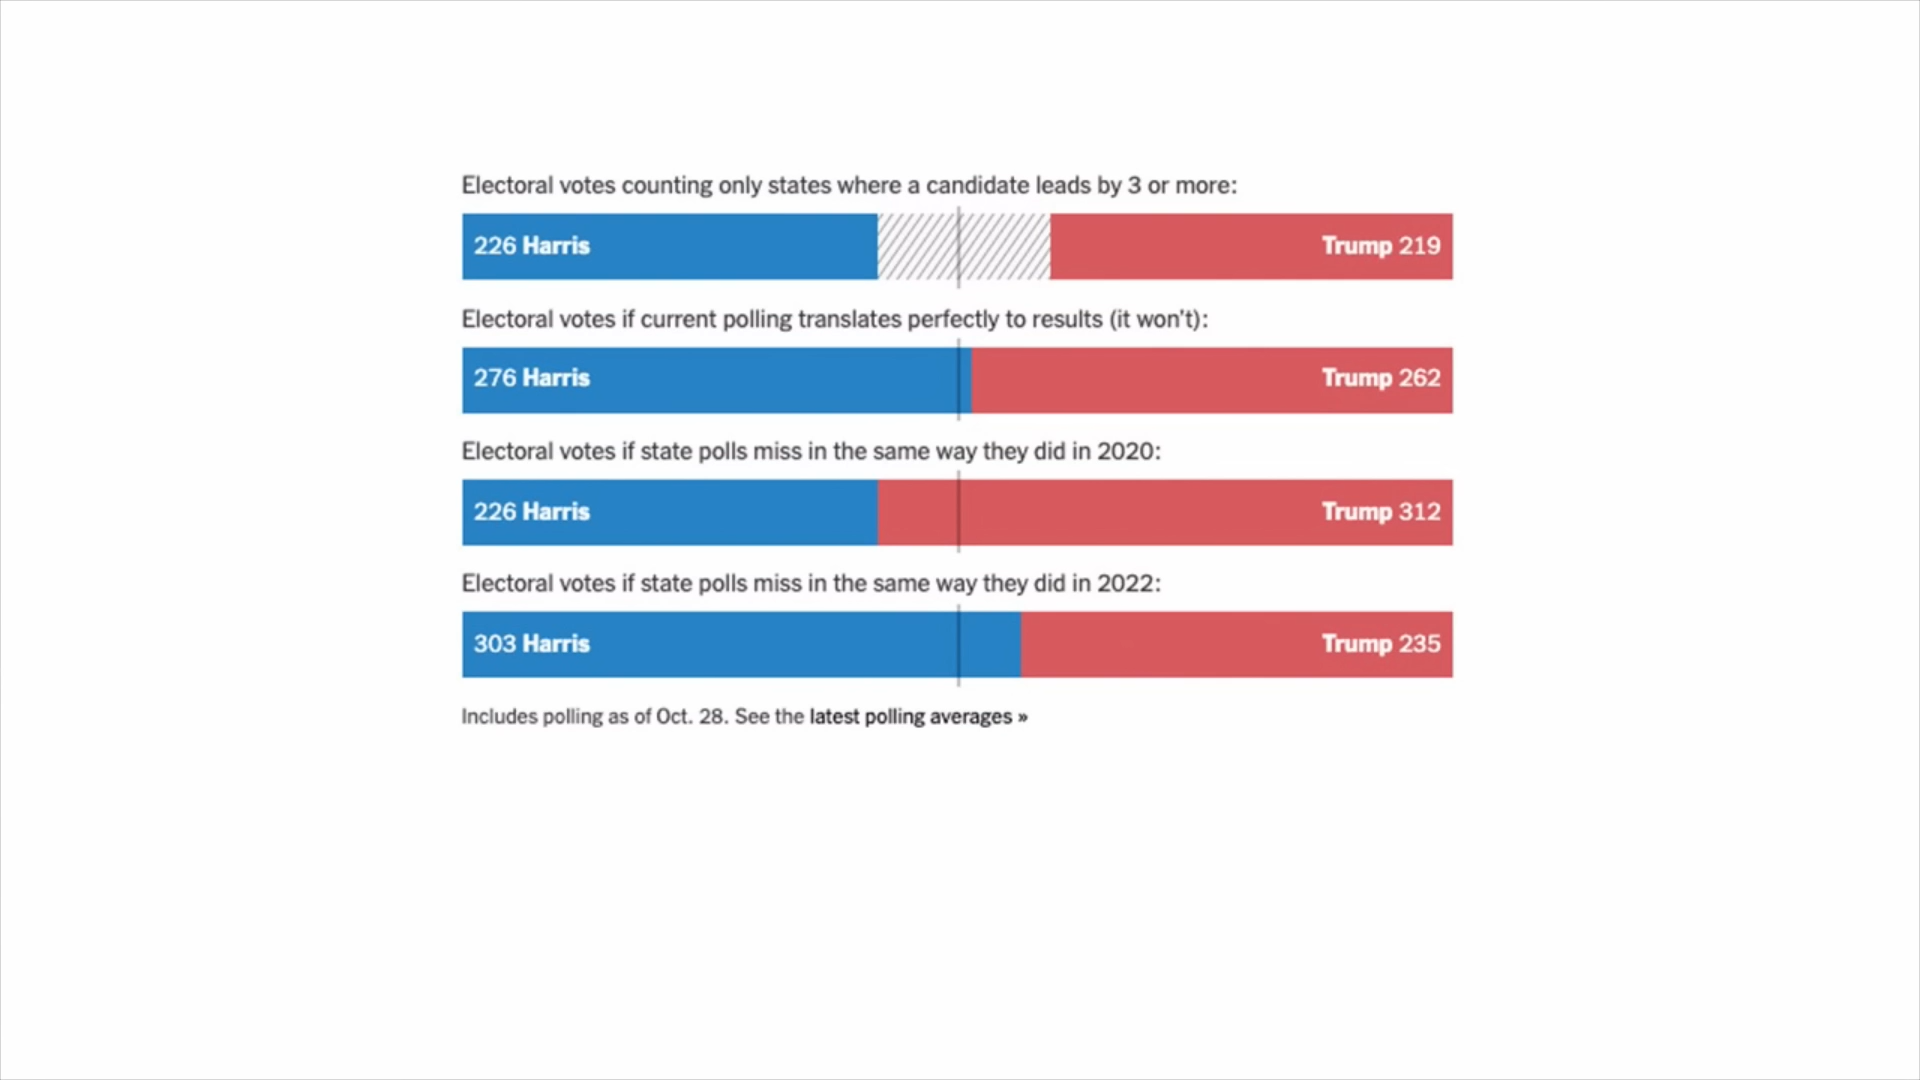 Electoral votes counting only states where a candidate leads by 3 or more:
226 Harris Trump 219
Electoral votes if current polling translates perfectly to results (it won't):
276 Harris Trump 262
Electoral votes if state polls miss in the same way they did in 2020:
226 Harris Trump 312
Electoral votes if state polls miss in the same way they did in 2022:
303 Harris Trump 235
Includes polling as of Oct. 28. See the latest polling averages »